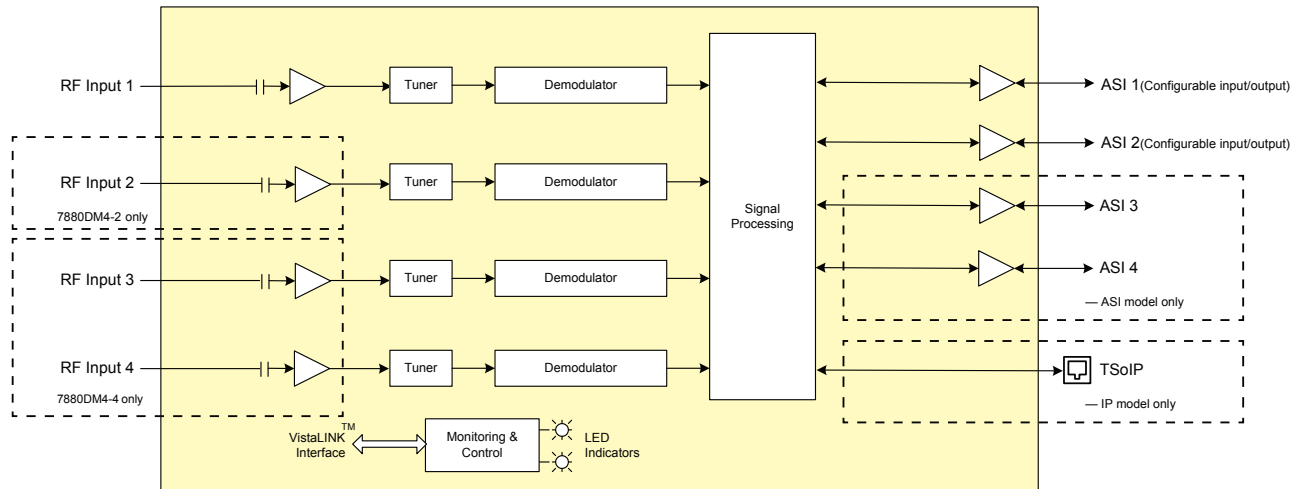 RF Input 1
Tuner
Demodulator
ASI 1(Configurable input/output)
RF Input 2
Tuner
Demodulator
ASI 2(Configurable input/output)
7880DM4-2 only
Signal
Processing
ASI 3
RF Input 3
Tuner
Demodulator
ASI 4
— ASI model only
RF Input 4
Tuner
Demodulator
TSoIP
7880DM4-4 only
— IP model only
VistaLINK TM
Interface
Monitoring &
Control
LED
Indicators